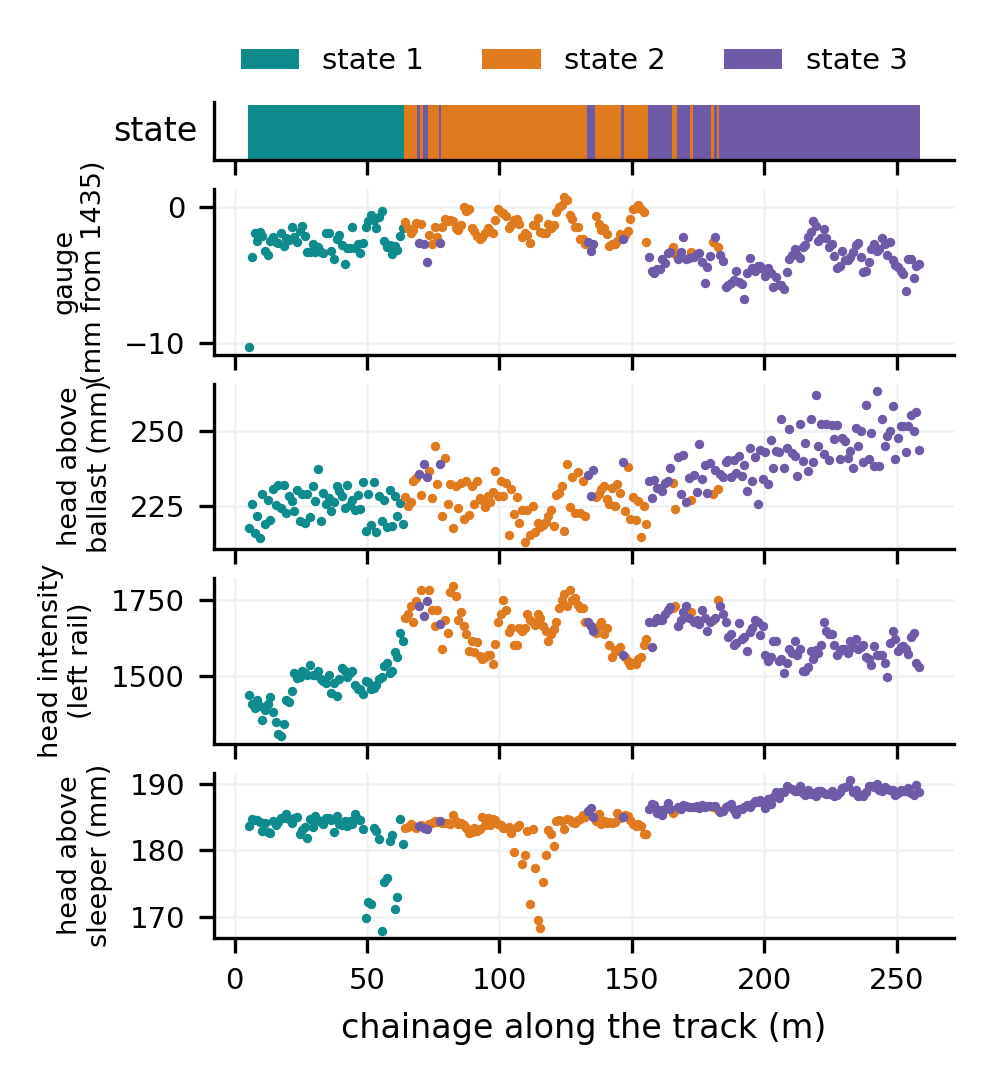 state 1 state 2 state 3
state
gauge
(mm from 1435)
0
−10
head above
ballast (mm)
250
225
head intensity
(left rail)
1750
1500
head above
sleeper (mm)
190
180
170
0 50 100 150 200 250
chainage along the track (m)